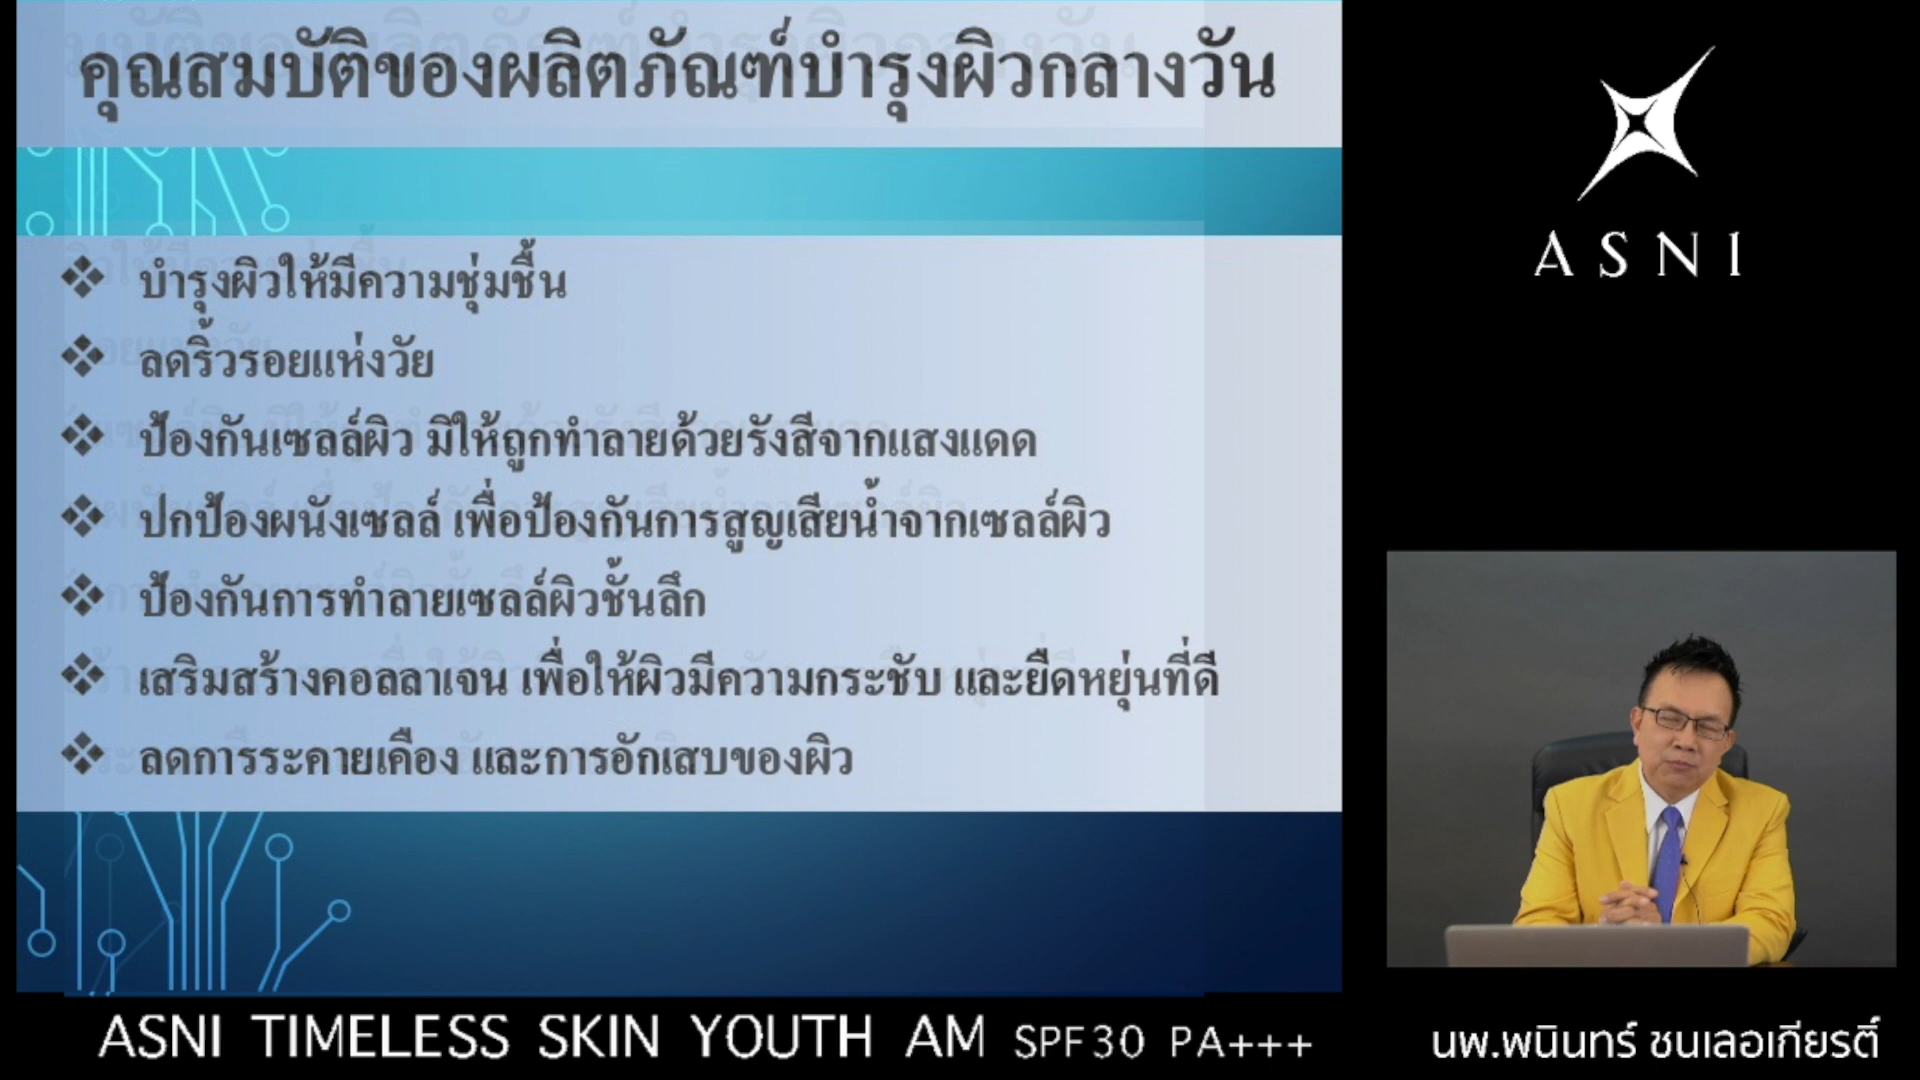 คุณสมบัติของผลิตภัณฑ์บำรุงผิวกลางวัน
❖ บำรุงผิวให้มีความชุ่มชื้น
❖ ลดริ้วรอยแห่งวัย
❖ ป้องกันเซลล์ผิว มิให้ถูกทำลายด้วยรังสีจากแสงแดด
❖ ปกป้องผนังเซลล์ เพื่อป้องกันการสูญเสียน้ำจากเซลล์ผิว
❖ ป้องกันการทำลายเซลล์ผิวชั้นลึก
❖ เสริมสร้างคอลลาเจน เพื่อให้ผิวมีความกระชับ และยืดหยุ่นที่ดี
❖ ลดการระคายเคือง และการอักเสบของผิว
ASNI
ASNI TIMELESS SKIN YOUTH AM SPF30 PA+++
นพ.พนินทร์ ชนเลอเกียรติ์